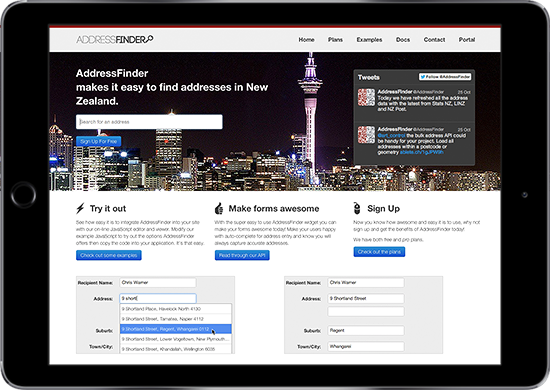 ADDRESSFINDER
Home Plans Examples Docs Contact Portal
AddressFinder
makes it easy to find addresses in New
Zealand.
Search for an address
Sign Up For Free
Tweets
Follow @AddressFinder
AddressFinder @AddressFinder 25 Oct
Today we have refreshed all the address
data with the latest from Stats NZ, LINZ
and NZ Post.
AddressFinder @AddressFinder 25 Oct
the bulk address API could
be handy for your project. Load all
addresses within a postcode or
geometry
Try it out
See how easy it is to integrate AddressFinder into your site
with our on-line JavaScript editor and viewer. Modify our
example JavaScript to try out the options AddressFinder
offers then copy the code into your application. It's that easy.
Check out some examples
Make forms awesome
With the super easy to use AddressFinder widget you can
make your forms awesome today! Make your users happy
with auto-complete for address entry and know you will
always capture accurate addresses.
Read through our API
Sign Up
Now you know how awesome and easy it is to use, why not
sign up and get the benefits of AddressFinder today!
We have both free and pro plans.
Check out the plans
Recipient Name: Chris Warner
Address: 9 short
9 Shortland Place, Havelock North 4130
9 Shortland Street, Tamatea, Napier 4112
9 Shortland Street, Regent, Whangarei 0112
9 Shortland Street, Lower Vogeltown, New Plymouth...
9 Shortland Street, Khandallah, Wellington 6035
Suburb:
Town/City:
Recipient Name: Chris Warner
Address: 9 Shortland Street
Suburb: Regent
Town/City: Whangarei